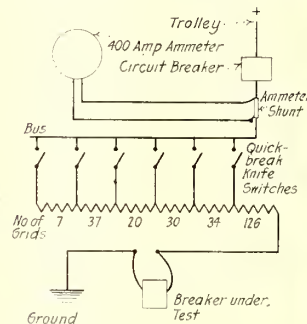 +
Trolley
400 Amp Ammeter
Circuit Breaker
Ammeter
Shunt
Bus
Quick-
break
Knife
Switches
No of
Grids
7 37 20 30 34 126
Breaker under,
Test
Ground